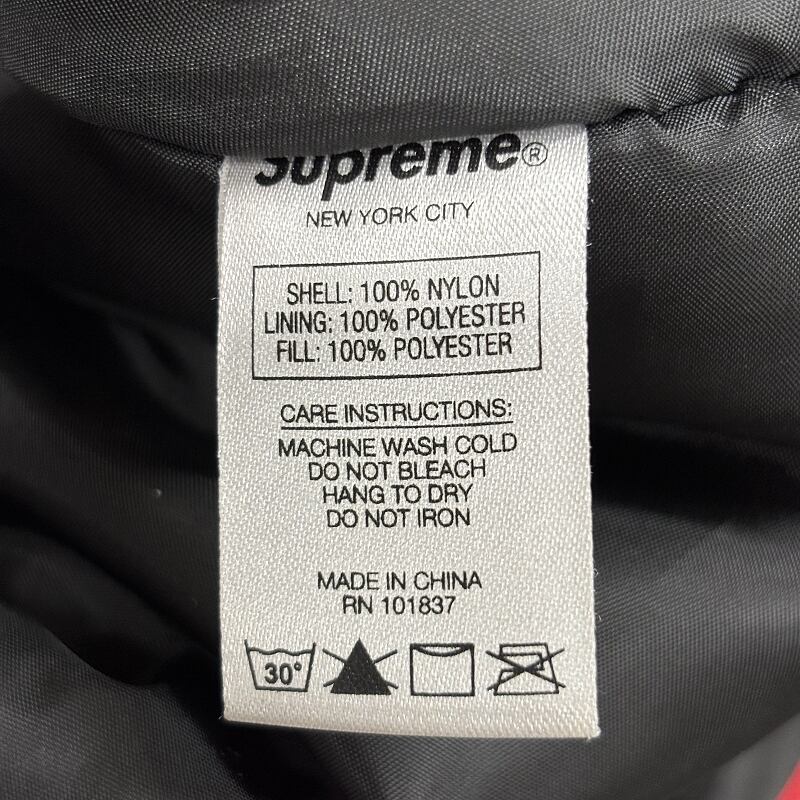 Supreme®
NEW YORK CITY
SHELL: 100% NYLON
LINING: 100% POLYESTER
FILL: 100% POLYESTER
CARE INSTRUCTIONS:
MACHINE WASH COLD
DO NOT BLEACH
HANG TO DRY
DO NOT IRON
MADE IN CHINA
RN 101837
30°